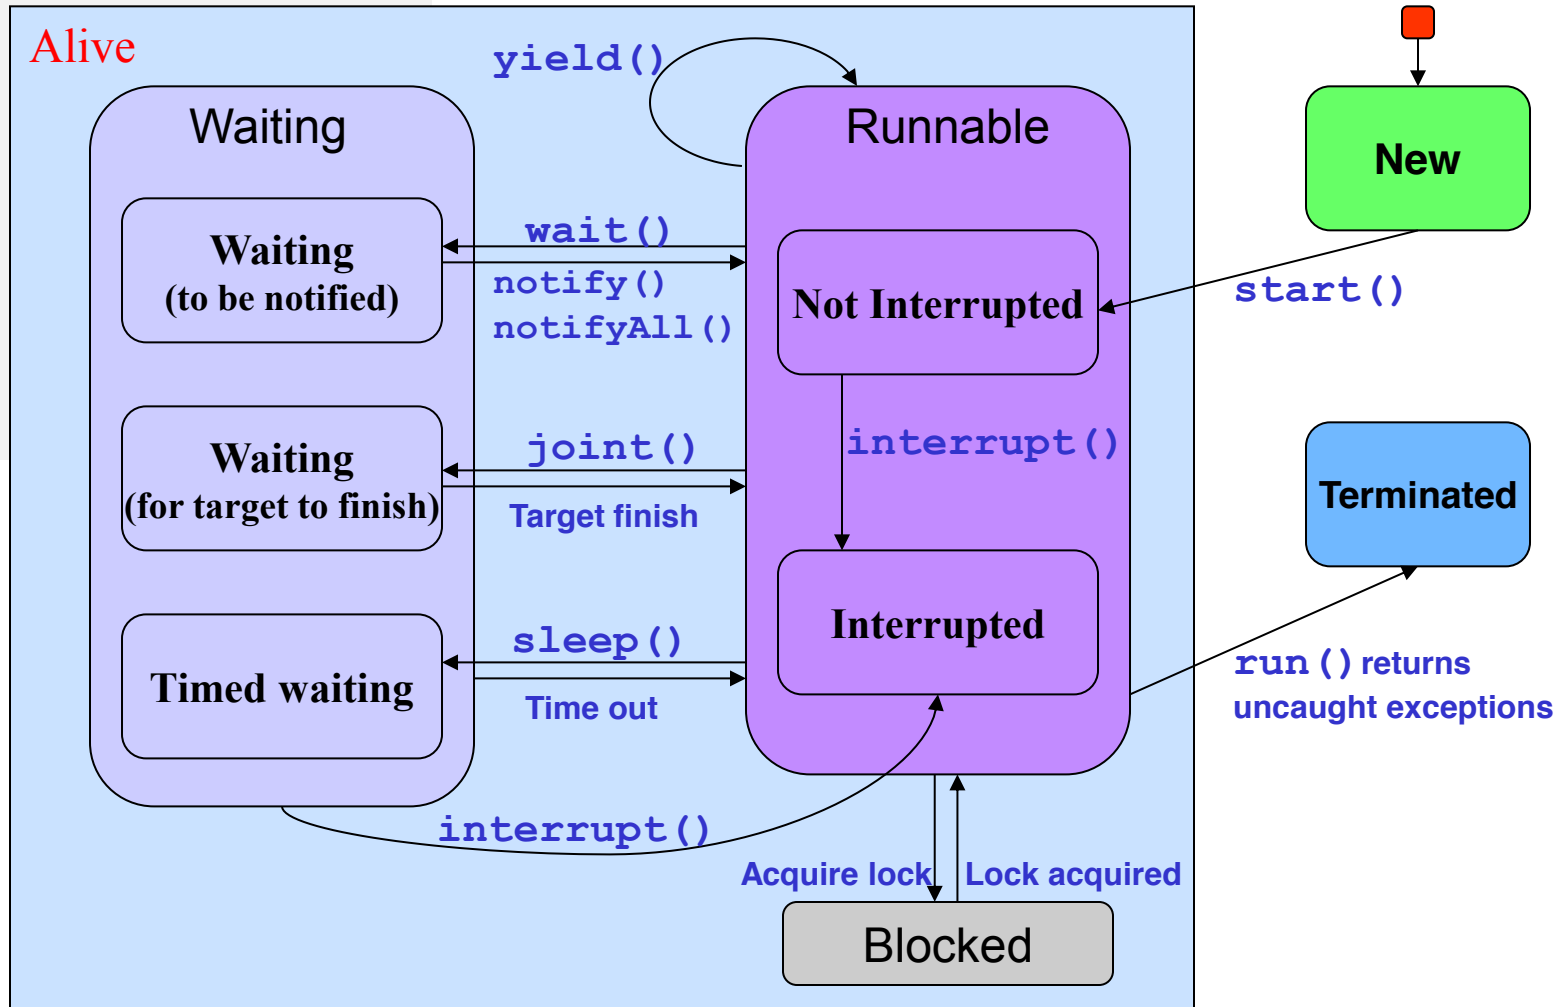 Alive
yield()
Waiting
Runnable
New
Waiting
(to be notified)
wait()
notify()
notifyAll()
Not Interrupted
start()
Waiting
(for target to finish)
joint()
Target finish
interrupt()
Terminated
Timed waiting
sleep()
Time out
Interrupted
run() returns
uncaught exceptions
interrupt()
Acquire lock
Lock acquired
Blocked